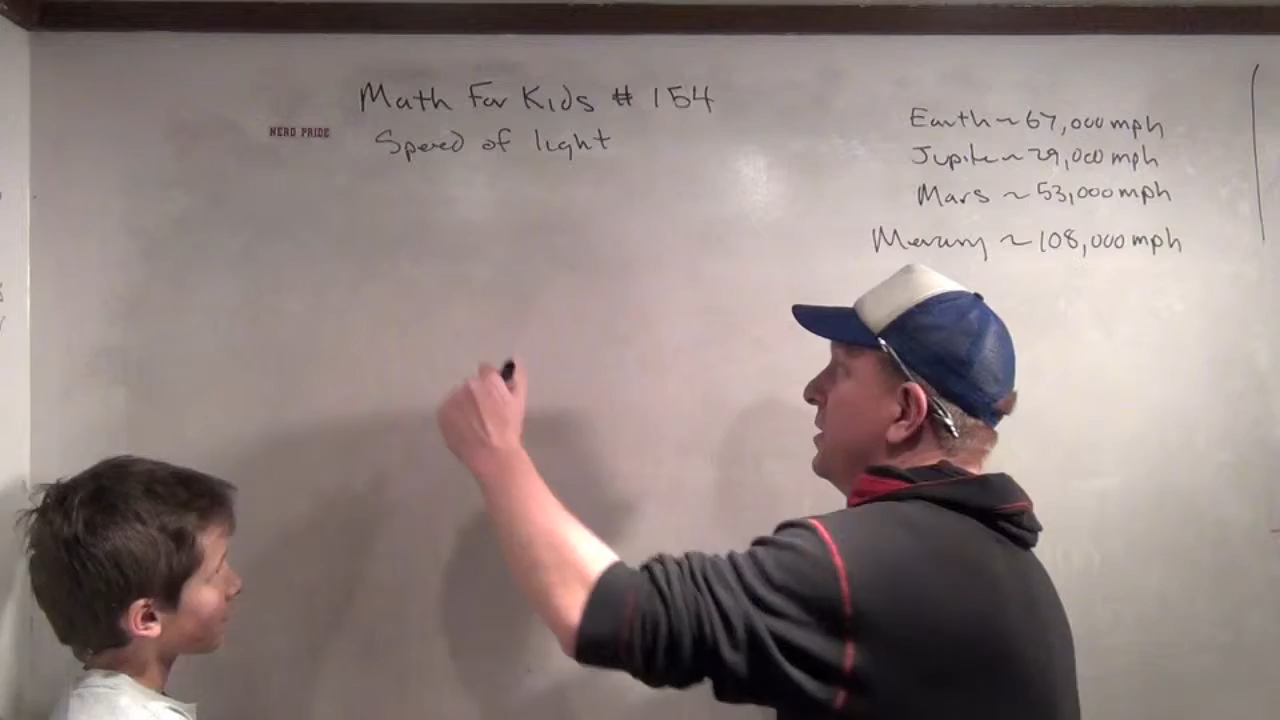 Math For Kids # 154
NERD PRIDE
Speed of light
Earth ~ 67,000 mph
Jupiter ~ 29,000 mph
Mars ~ 53,000 mph
Mercury ~ 108,000 mph